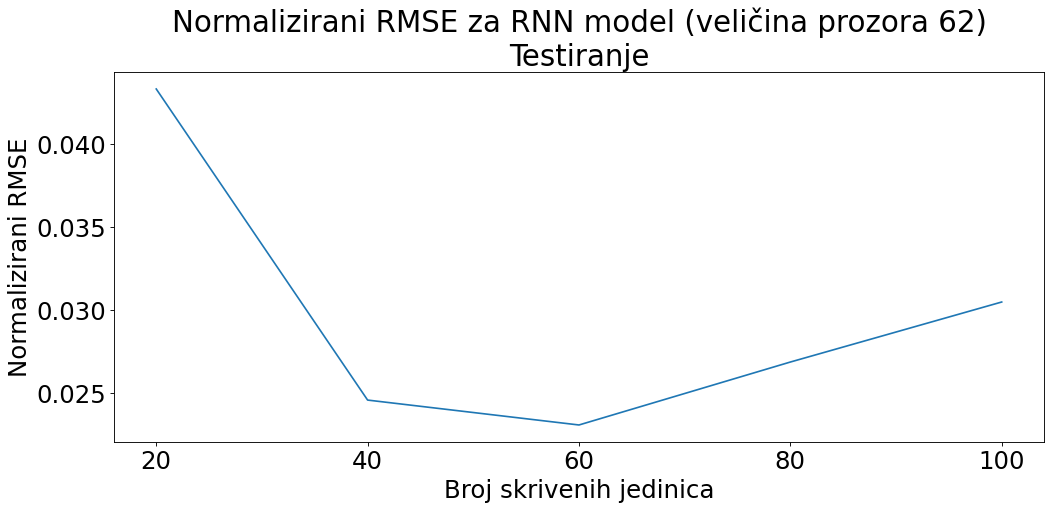 Normalizirani RMSE za RNN model (veličina prozora 62)
Testiranje
Normalizirani RMSE
0.040
0.035
0.030
0.025
20 40 60 80 100
Broj skrivenih jedinica